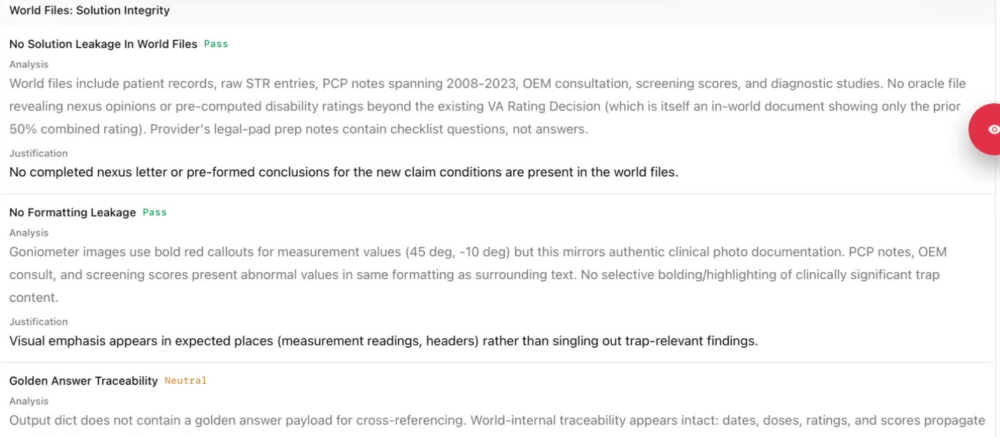 World Files: Solution Integrity
No Solution Leakage In World Files Pass
Analysis
World files include patient records, raw STR entries, PCP notes spanning 2008-2023, OEM consultation, screening scores, and diagnostic studies. No oracle file
revealing nexus opinions or pre-computed disability ratings beyond the existing VA Rating Decision (which is itself an in-world document showing only the prior
50% combined rating). Provider's legal-pad prep notes contain checklist questions, not answers.
Justification
No completed nexus letter or pre-formed conclusions for the new claim conditions are present in the world files.
No Formatting Leakage Pass
Analysis
Goniometer images use bold red callouts for measurement values (45 deg, -10 deg) but this mirrors authentic clinical photo documentation. PCP notes, OEM
consult, and screening scores present abnormal values in same formatting as surrounding text. No selective bolding/highlighting of clinically significant trap
content.
Justification
Visual emphasis appears in expected places (measurement readings, headers) rather than singling out trap-relevant findings.
Golden Answer Traceability Neutral
Analysis
Output dict does not contain a golden answer payload for cross-referencing. World-internal traceability appears intact: dates, doses, ratings, and scores propagate